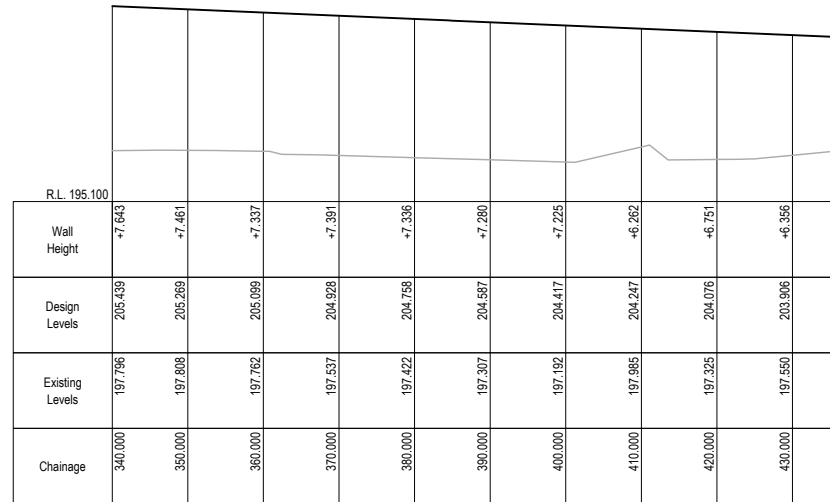 R.L. 195.100
Wall
Height
+7.643 +7.461 +7.337 +7.391 +7.336 +7.280 +7.225 +6.262 +6.751 +6.356
Design
Levels
205.439 205.269 205.099 204.928 204.758 204.587 204.417 204.247 204.076 203.906
Existing
Levels
197.796 197.808 197.762 197.537 197.422 197.307 197.192 197.985 197.325 197.550
Chainage
340.000 350.000 360.000 370.000 380.000 390.000 400.000 410.000 420.000 430.000